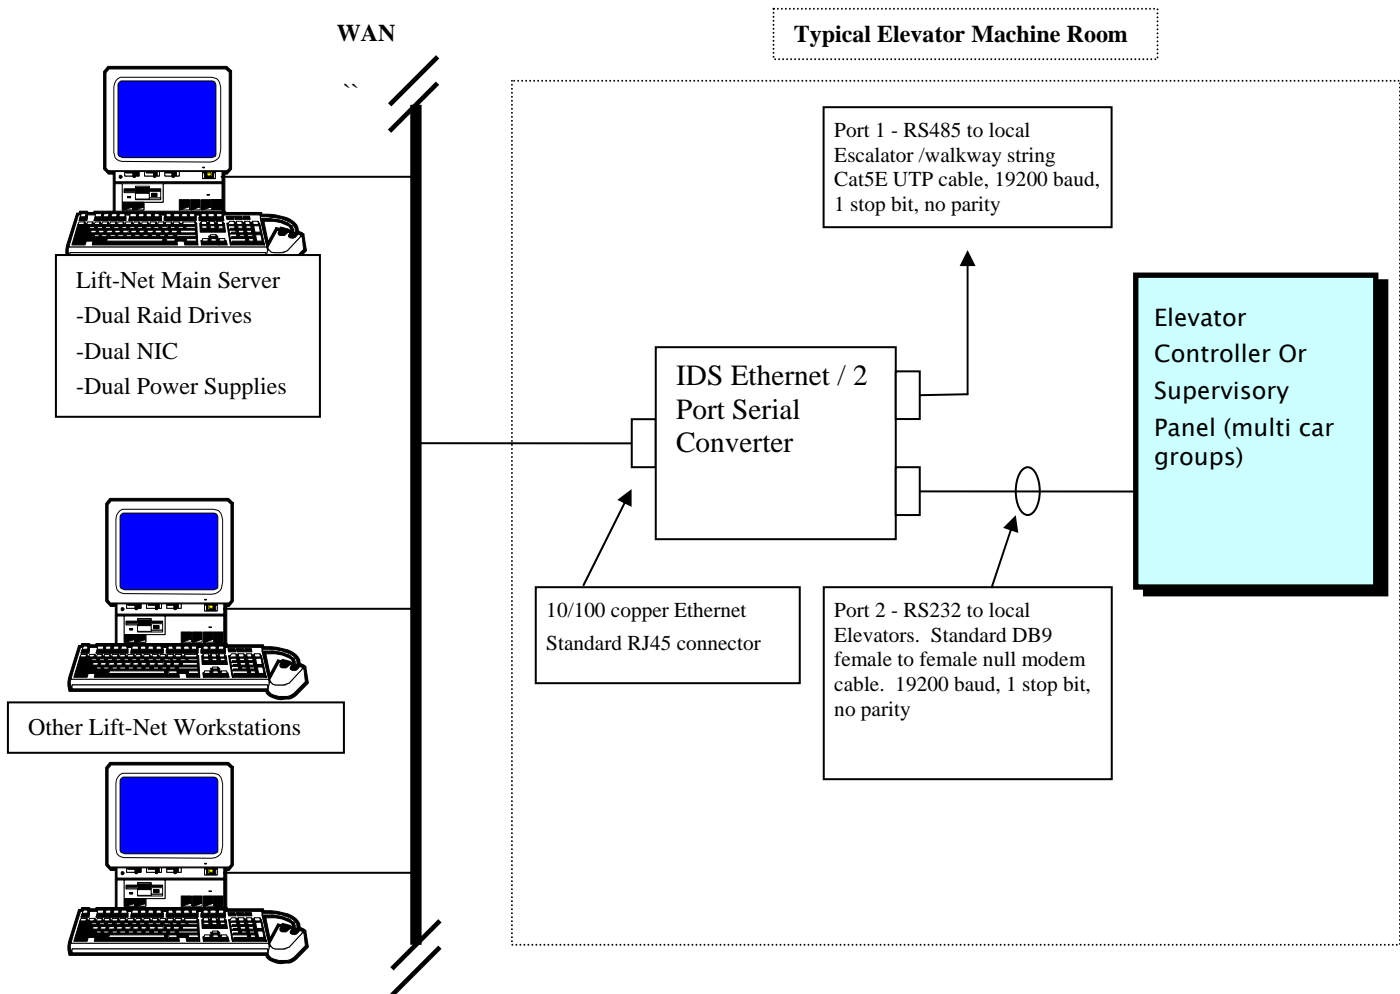 WAN
Typical Elevator Machine Room
``
Port 1 - RS485 to local
Escalator /walkway string
Cat5E UTP cable, 19200 baud,
1 stop bit, no parity
Lift-Net Main Server
-Dual Raid Drives
-Dual NIC
-Dual Power Supplies
IDS Ethernet / 2
Port Serial
Converter
Elevator
Controller Or
Supervisory
Panel (multi car
groups)
10/100 copper Ethernet
Standard RJ45 connector
Port 2 - RS232 to local
Elevators.  Standard DB9
female to female null modem
cable.  19200 baud, 1 stop bit,
no parity
Other Lift-Net Workstations